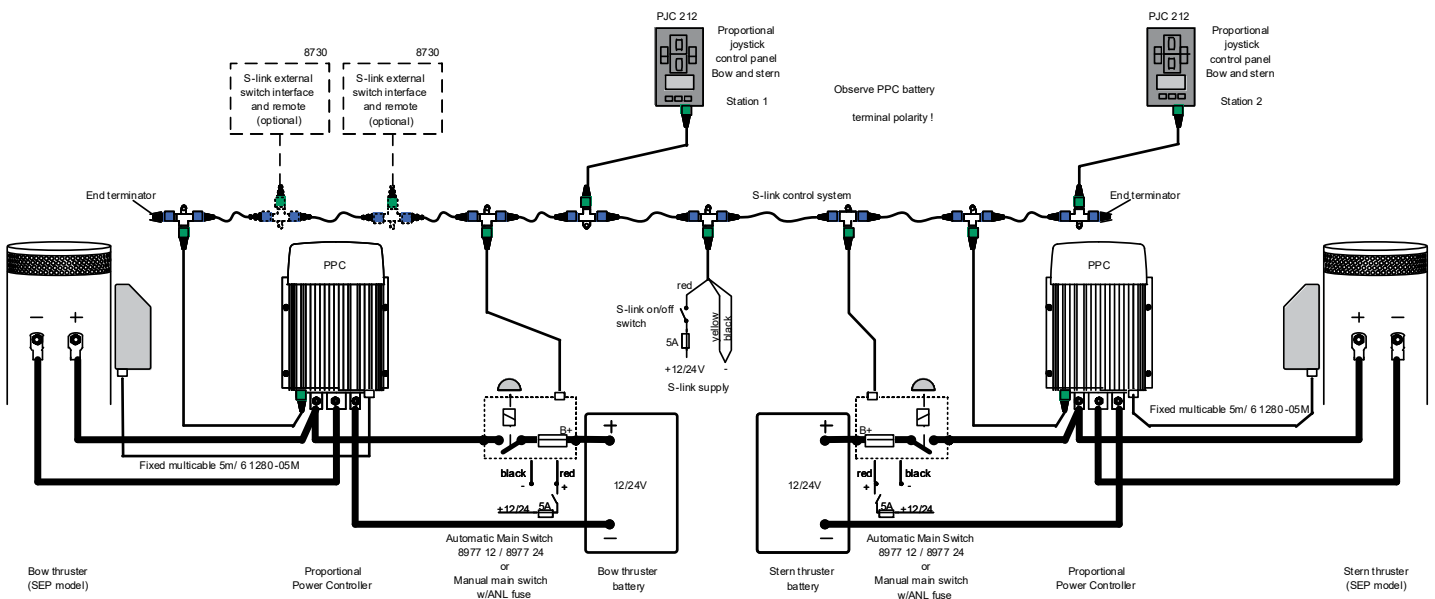 PJC 212
Proportional
joystick
control panel
Bow and stern
Station 1
PJC 212
Proportional
joystick
control panel
Bow and stern
Station 2
8730
S-link external
switch interface
and remote
(optional)
8730
S-link external
switch interface
and remote
(optional)
Observe PPC battery
terminal polarity !
End terminator
S-link control system
End terminator
PPC
PPC
red
S-link on/off
switch
5A
yellow
black
+12/24V
-
S-link supply
− +
+ −
Fixed multicable 5m/ 6 1280-05M
Fixed multicable 5m/ 6 1280-05M
B+
black
-
red
+
+12/24
5A
+
12/24V
−
+
12/24V
−
B+
red
+
black
-
5A
+12/24
Automatic Main Switch
8977 12 / 8977 24
or
Manual main switch
w/ANL fuse
Automatic Main Switch
8977 12 / 8977 24
or
Manual main switch
w/ANL fuse
Bow thruster
(SEP model)
Proportional
Power Controller
Bow thruster
battery
Stern thruster
battery
Proportional
Power Controller
Stern thruster
(SEP model)